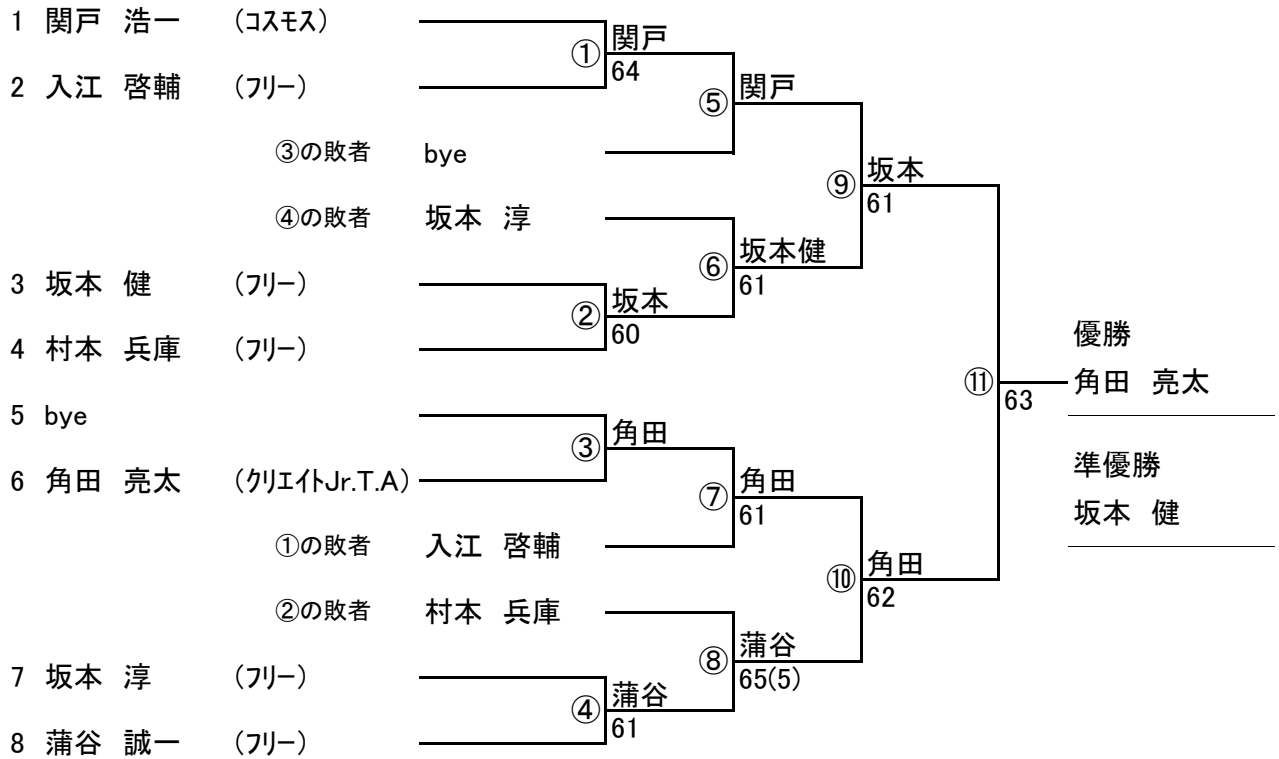 1 関戸 浩一 (コスモス)
① 関戸
64
2 入江 啓輔 (フリー)
⑤ 関戸
③の敗者 bye
⑨ 坂本
61
④の敗者 坂本 淳
⑥ 坂本健
61
3 坂本 健 (フリー)
② 坂本
60
4 村本 兵庫 (フリー)
優勝
⑪ 角田 亮太
63
5 bye
③ 角田
準優勝
6 角田 亮太 (クリエイトJr.T.A)
⑦ 角田
61
坂本 健
①の敗者 入江 啓輔
⑩ 角田
62
②の敗者 村本 兵庫
⑧ 蒲谷
65(5)
7 坂本 淳 (フリー)
④ 蒲谷
61
8 蒲谷 誠一 (フリー)